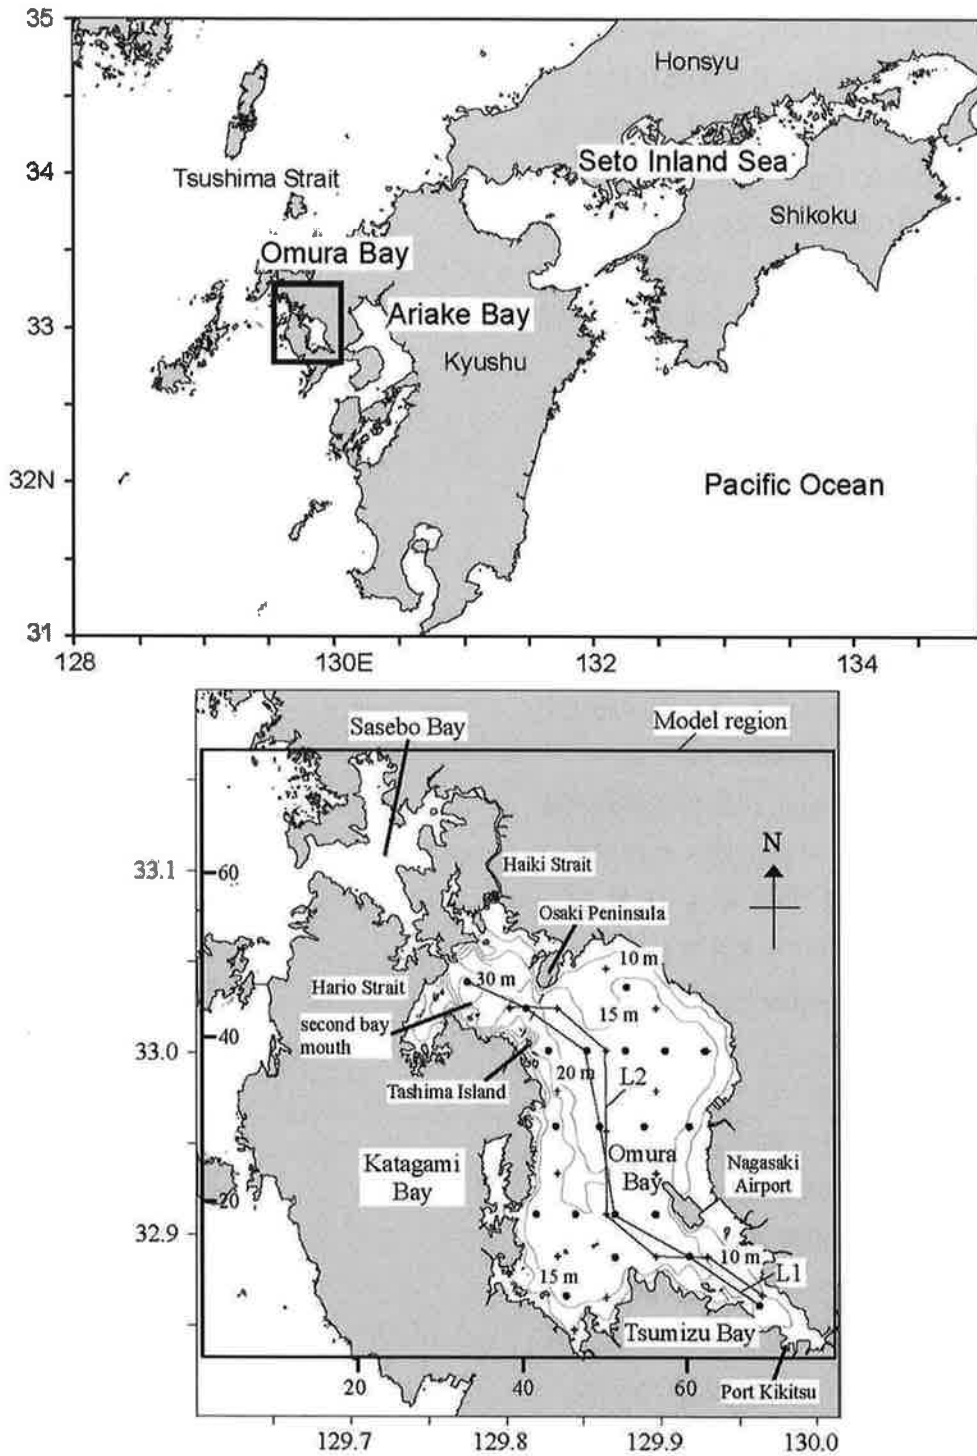 35
Honsyu
Seto Inland Sea
34
Tsushima Strait
Shikoku
Omura Bay
33
Ariake Bay
Kyushu
32N
Pacific Ocean
31
128
130E
132
134
Model region
Sasebo Bay
N
33.1
60
Haiki Strait
Osaki Peninsula
10 m
30 m
Hario Strait
15 m
second bay
mouth
40
33.0
20 m
L2
Tashima Island
Omura
Bay
Katagami
Bay
Nagasaki
Airport
20
32.9
10 m
15 m
L1
Tsumizu Bay
Port Kikitsu
20
40
60
129.7
129.8
129.9
130.0